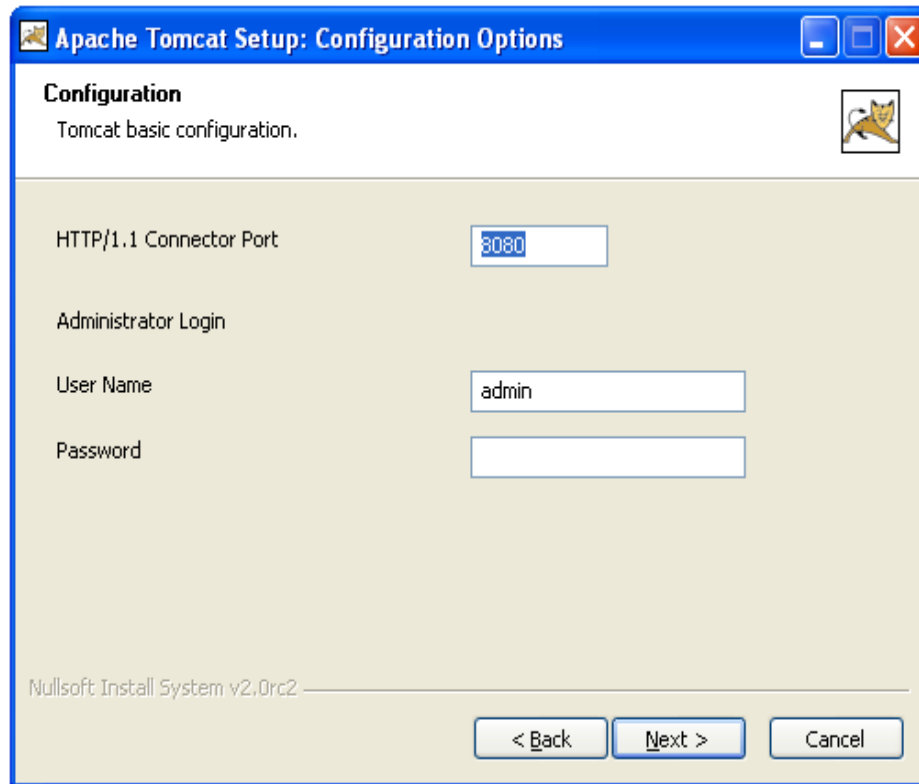 Apache Tomcat Setup: Configuration Options
Configuration
Tomcat basic configuration.
HTTP/1.1 Connector Port
8080
Administrator Login
User Name
admin
Password
Nullsoft Install System v2.0rc2
< Back
Next >
Cancel